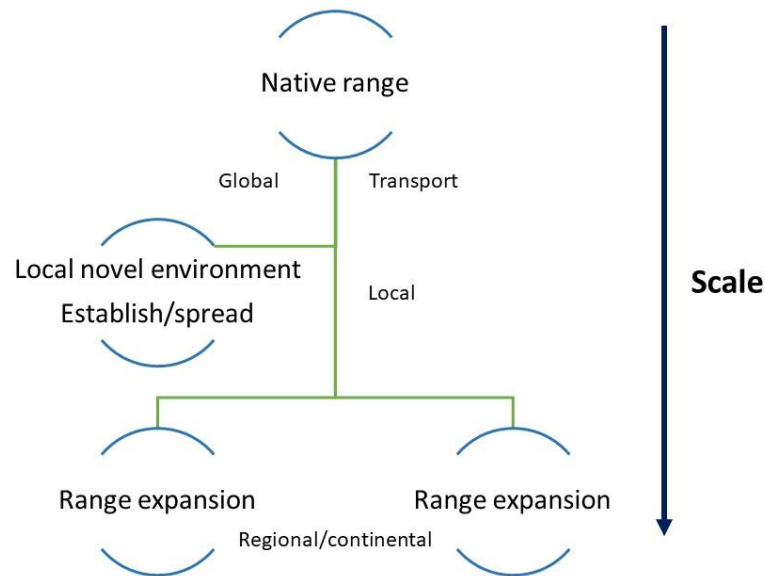 Native range
Global
Transport
Local novel environment
Establish/spread
Local
Scale
Range expansion
Range expansion
Regional/continental